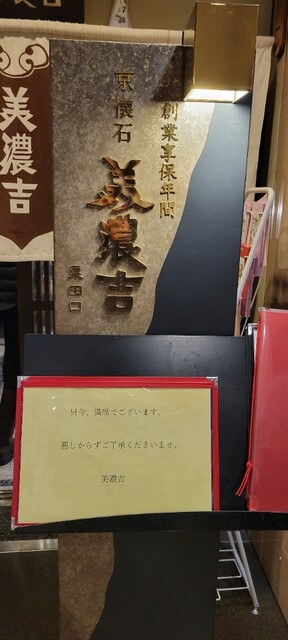 創業享保年間
京懐石
美濃吉
粟田口
美濃吉
只今、満席でございます。
悪しからずご了承くださいませ。
美濃吉